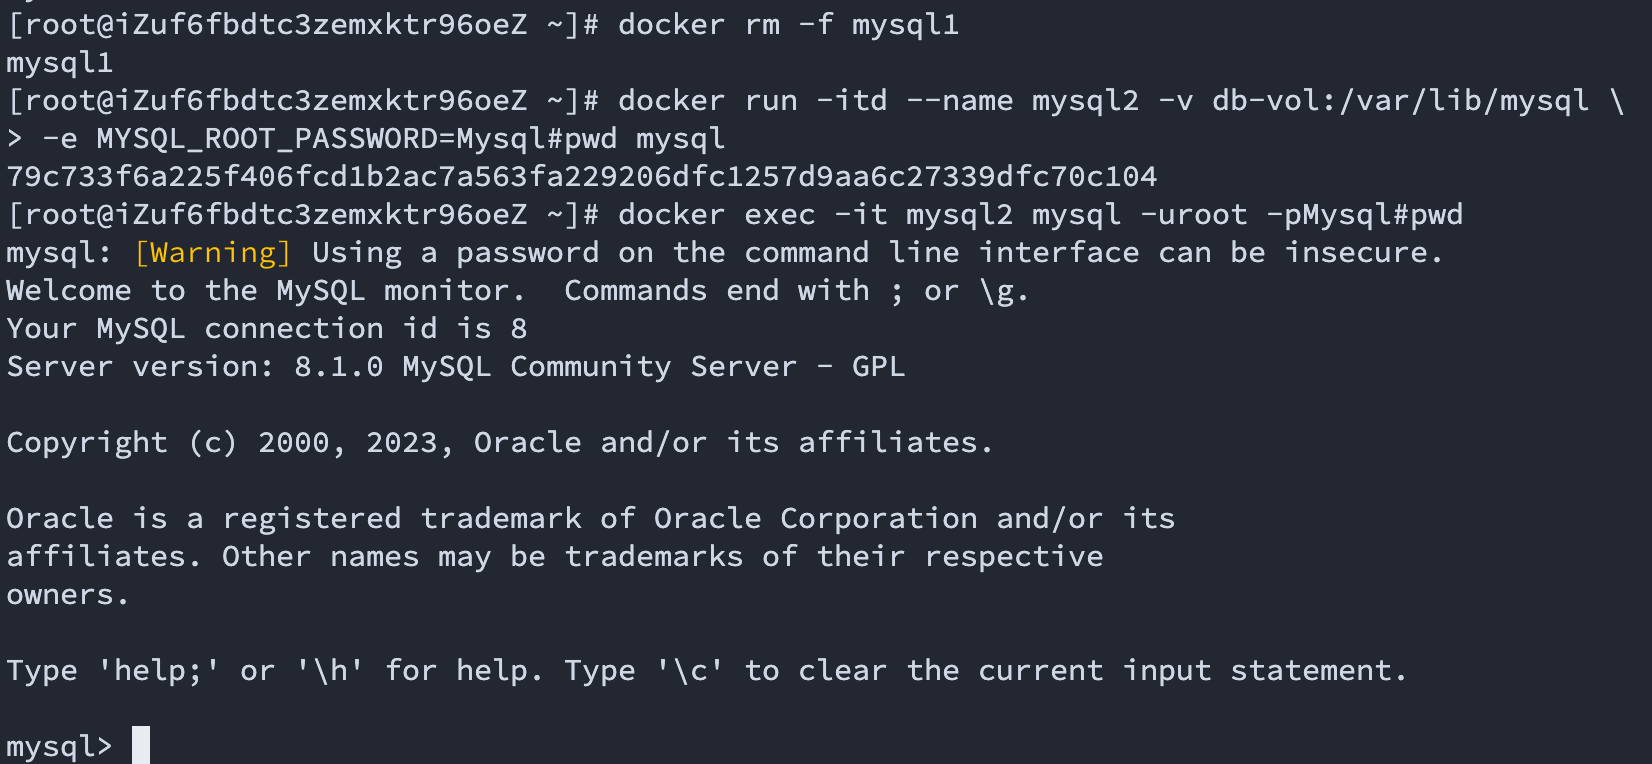 [root@iZuf6fbdtc3zemxktr96oeZ ~]# docker rm -f mysql1
mysql1
[root@iZuf6fbdtc3zemxktr96oeZ ~]# docker run -itd --name mysql2 -v db-vol:/var/lib/mysql \
> -e MYSQL_ROOT_PASSWORD=Mysql#pwd mysql
79c733f6a225f406fcd1b2ac7a563fa229206dfc1257d9aa6c27339dfc70c104
[root@iZuf6fbdtc3zemxktr96oeZ ~]# docker exec -it mysql2 mysql -uroot -pMysql#pwd
mysql: [Warning] Using a password on the command line interface can be insecure.
Welcome to the MySQL monitor.  Commands end with ; or \g.
Your MySQL connection id is 8
Server version: 8.1.0 MySQL Community Server - GPL
Copyright (c) 2000, 2023, Oracle and/or its affiliates.
Oracle is a registered trademark of Oracle Corporation and/or its
affiliates. Other names may be trademarks of their respective
owners.
Type 'help;' or '\h' for help. Type '\c' to clear the current input statement.
mysql>